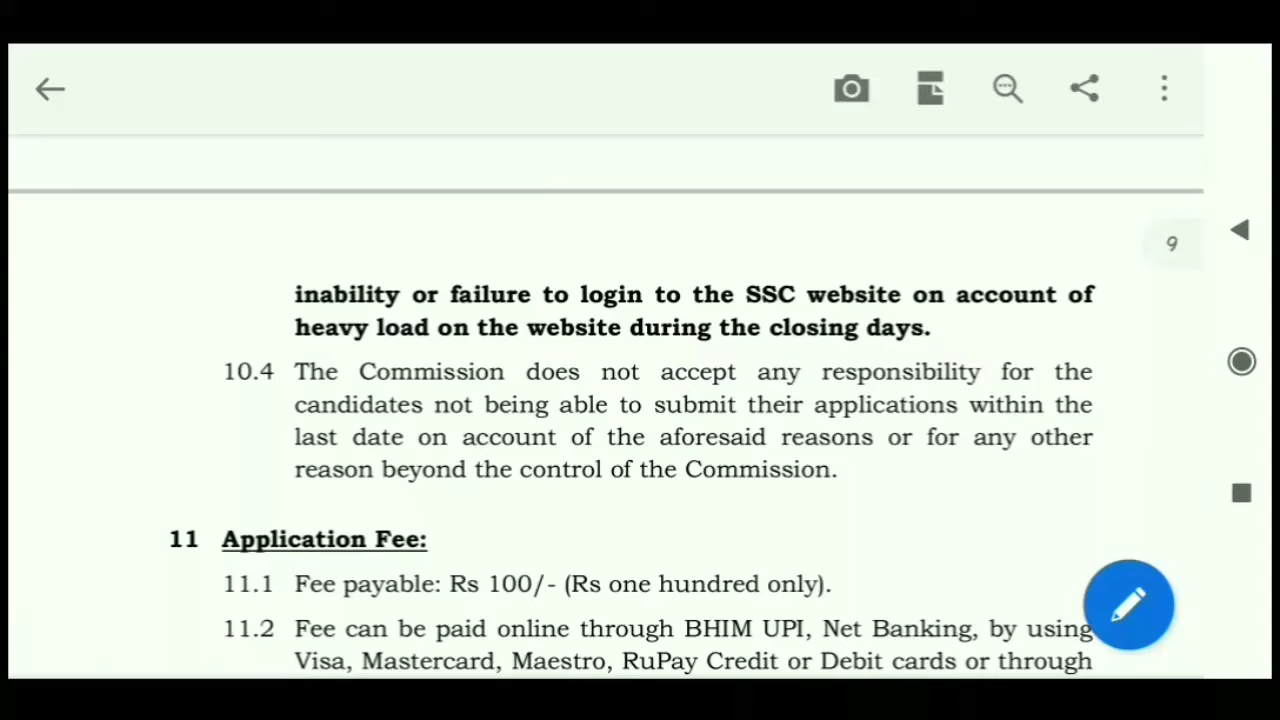 9
inability or failure to login to the SSC website on account of
heavy load on the website during the closing days.
10.4 The Commission does not accept any responsibility for the
candidates not being able to submit their applications within the
last date on account of the aforesaid reasons or for any other
reason beyond the control of the Commission.
11 Application Fee:
11.1 Fee payable: Rs 100/- (Rs one hundred only).
11.2 Fee can be paid online through BHIM UPI, Net Banking, by using
Visa, Mastercard, Maestro, RuPay Credit or Debit cards or through